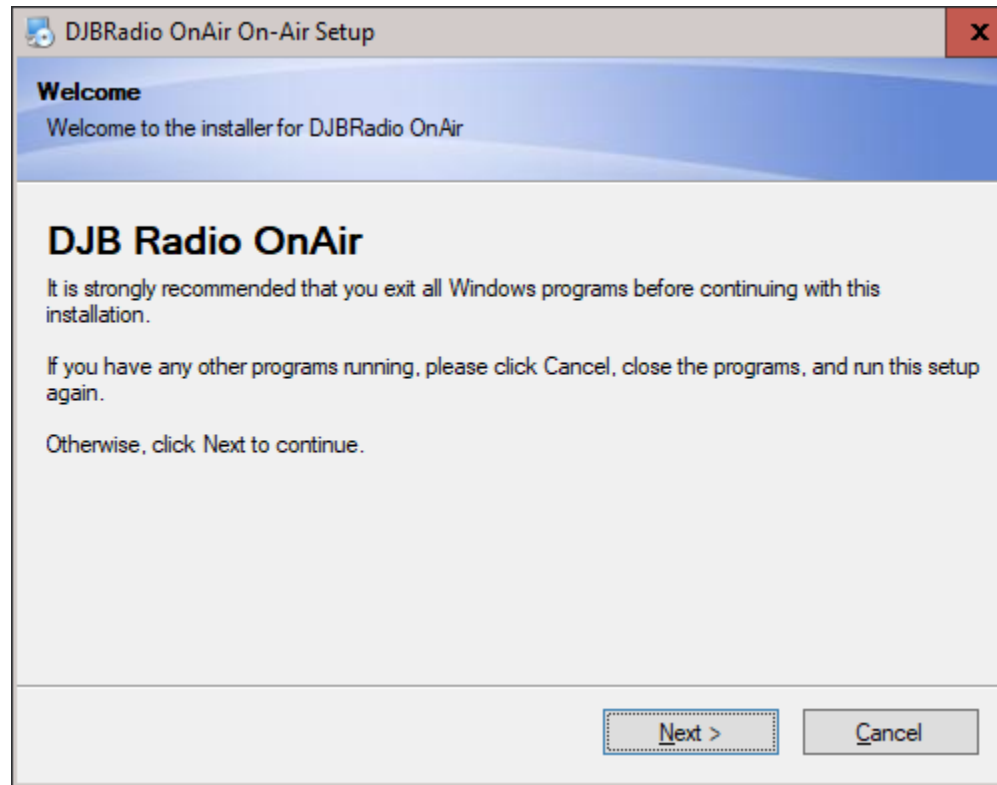 DJBRadio OnAir On-Air Setup
x
Welcome
Welcome to the installer for DJBRadio OnAir
DJB Radio OnAir
It is strongly recommended that you exit all Windows programs before continuing with this
installation.
If you have any other programs running, please click Cancel, close the programs, and run this setup
again.
Otherwise, click Next to continue.
Next >
Cancel